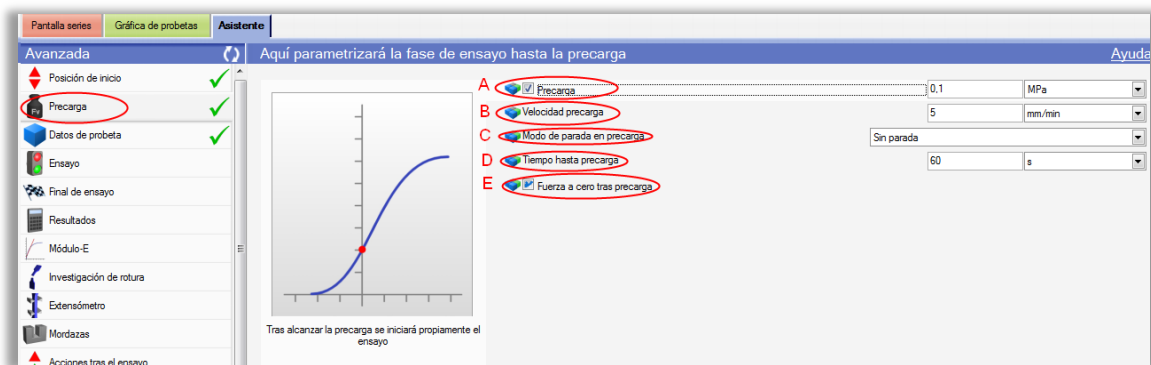 Pantalla series Gráfica de probetas Asistente
Avanzada
Posición de inicio
Fv Precarga
Datos de probeta
Ensayo
Final de ensayo
Resultados
Módulo-E
Investigación de rotura
Extensómetro
Mordazas
Acciones tras el ensayo
Aquí parametrizará la fase de ensayo hasta la precarga Ayuda
Tras alcanzar la precarga se iniciará propiamente el
ensayo
A Precarga 0,1 MPa
B Velocidad precarga 5 mm/min
C Modo de parada en precarga Sin parada
D Tiempo hasta precarga 60 s
E Fuerza a cero tras precarga